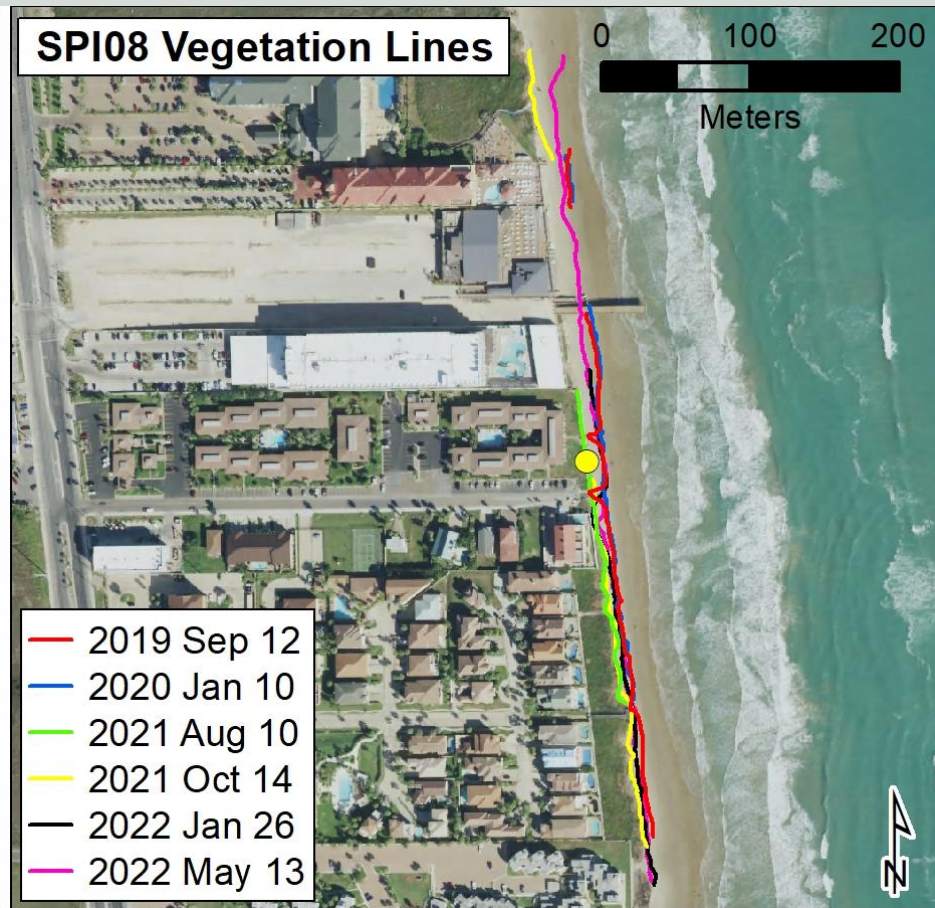 SPI08 Vegetation Lines
0 100 200
Meters
2019 Sep 12
2020 Jan 10
2021 Aug 10
2021 Oct 14
2022 Jan 26
2022 May 13
N